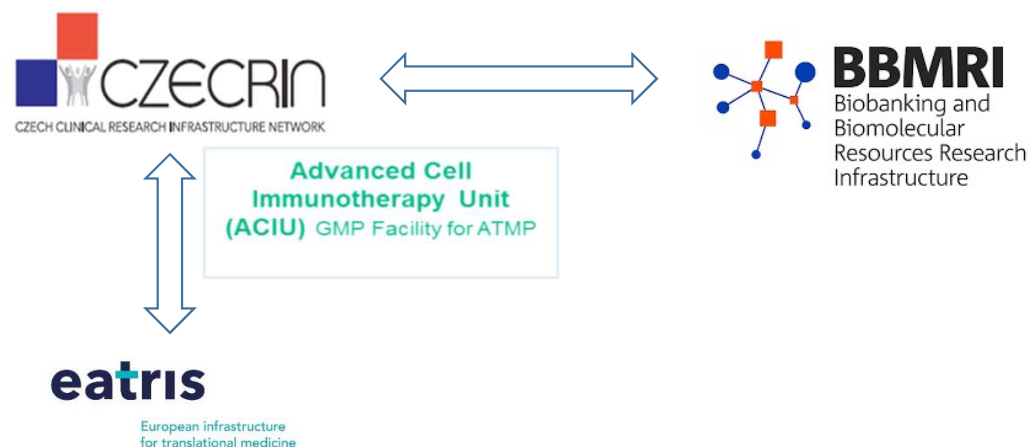 CZECRIN
CZECH CLINICAL RESEARCH INFRASTRUCTURE NETWORK
BBMRI
Biobanking and
Biomolecular
Resources Research
Infrastructure
Advanced Cell
Immunotherapy Unit
(ACIU) GMP Facility for ATMP
eatris
European infrastructure
for translational medicine